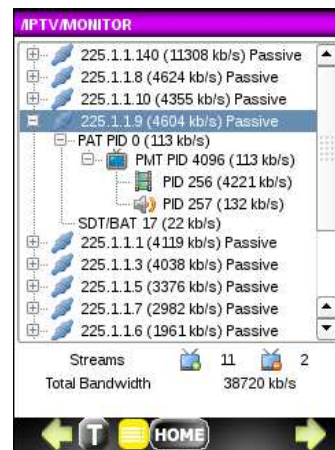 /IPTV/MONITOR
225.1.1.140 (11308 kb/s) Passive
225.1.1.8 (4624 kb/s) Passive
225.1.1.10 (4355 kb/s) Passive
225.1.1.9 (4604 kb/s) Passive
PAT PID 0 (113 kb/s)
PMT PID 4096 (113 kb/s)
PID 256 (4221 kb/s)
PID 257 (132 kb/s)
SDT/BAT 17 (22 kb/s)
225.1.1.1 (4119 kb/s) Passive
225.1.1.3 (4038 kb/s) Passive
225.1.1.5 (3376 kb/s) Passive
225.1.1.7 (2982 kb/s) Passive
225.1.1.6 (1961 kb/s) Passive
Streams 11 2
Total Bandwidth 38720 kb/s
T HOME